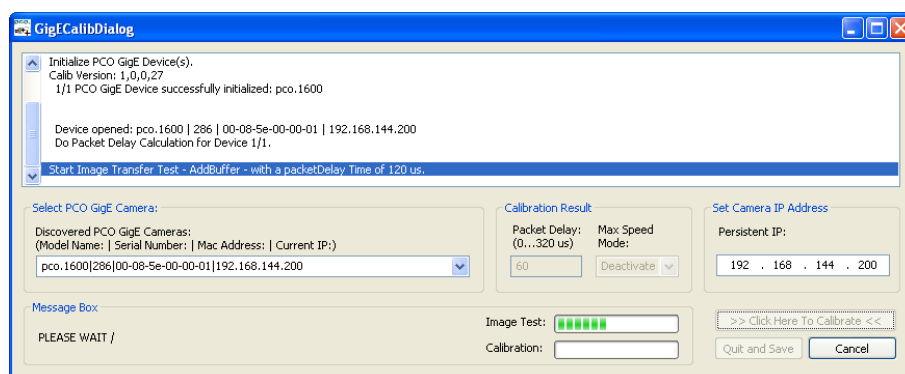 GigECalibDialog
Initialize PCO GigE Device(s).
Calib Version: 1,0,0,27
1/1 PCO GigE Device successfully initialized: pco.1600
Device opened: pco.1600 | 286 | 00-08-5e-00-00-01 | 192.168.144.200
Do Packet Delay Calculation for Device 1/1.
Start Image Transfer Test - AddBuffer - with a packetDelay Time of 120 us.
Select PCO GigE Camera:
Discovered PCO GigE Cameras:
(Model Name: | Serial Number: | Mac Address: | Current IP:)
pco.1600|286|00-08-5e-00-00-01|192.168.144.200
Calibration Result
Packet Delay: Max Speed
(0...320 us) Mode:
60 Deactivate
Set Camera IP Address
Persistent IP:
192 . 168 . 144 . 200
Message Box
PLEASE WAIT /
Image Test:
Calibration:
>> Click Here To Calibrate <<
Quit and Save Cancel